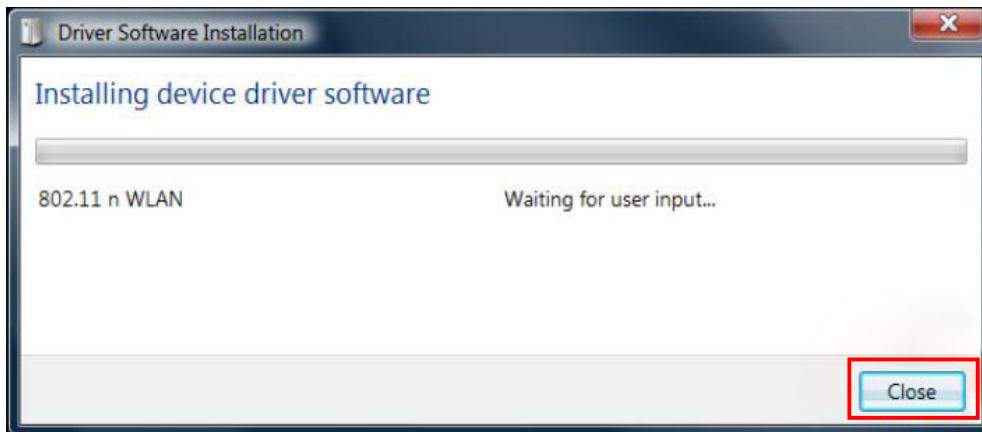 Driver Software Installation
Installing device driver software
802.11 n WLAN Waiting for user input...
Close